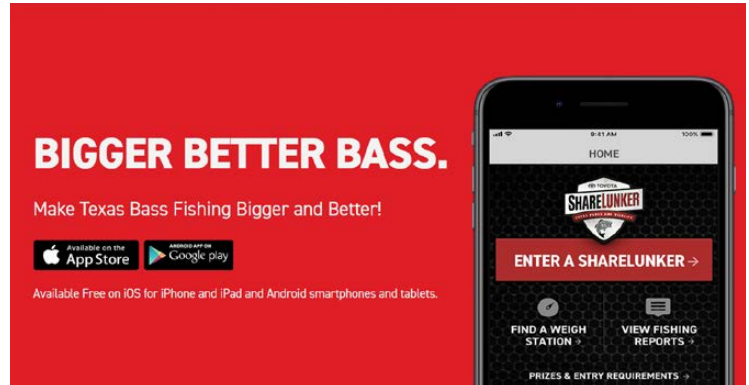 BIGGER BETTER BASS.
Make Texas Bass Fishing Bigger and Better!
Available on the
App Store
ANDROID APP ON
Google play
Available Free on iOS for iPhone and iPad and Android smartphones and tablets.
9:41 AM
100%
HOME
TOYOTA
SHARELUNKER
ENTER A SHARELUNKER →
FIND A WEIGH
STATION →
VIEW FISHING
REPORTS →
PRIZES & ENTRY REQUIREMENTS →